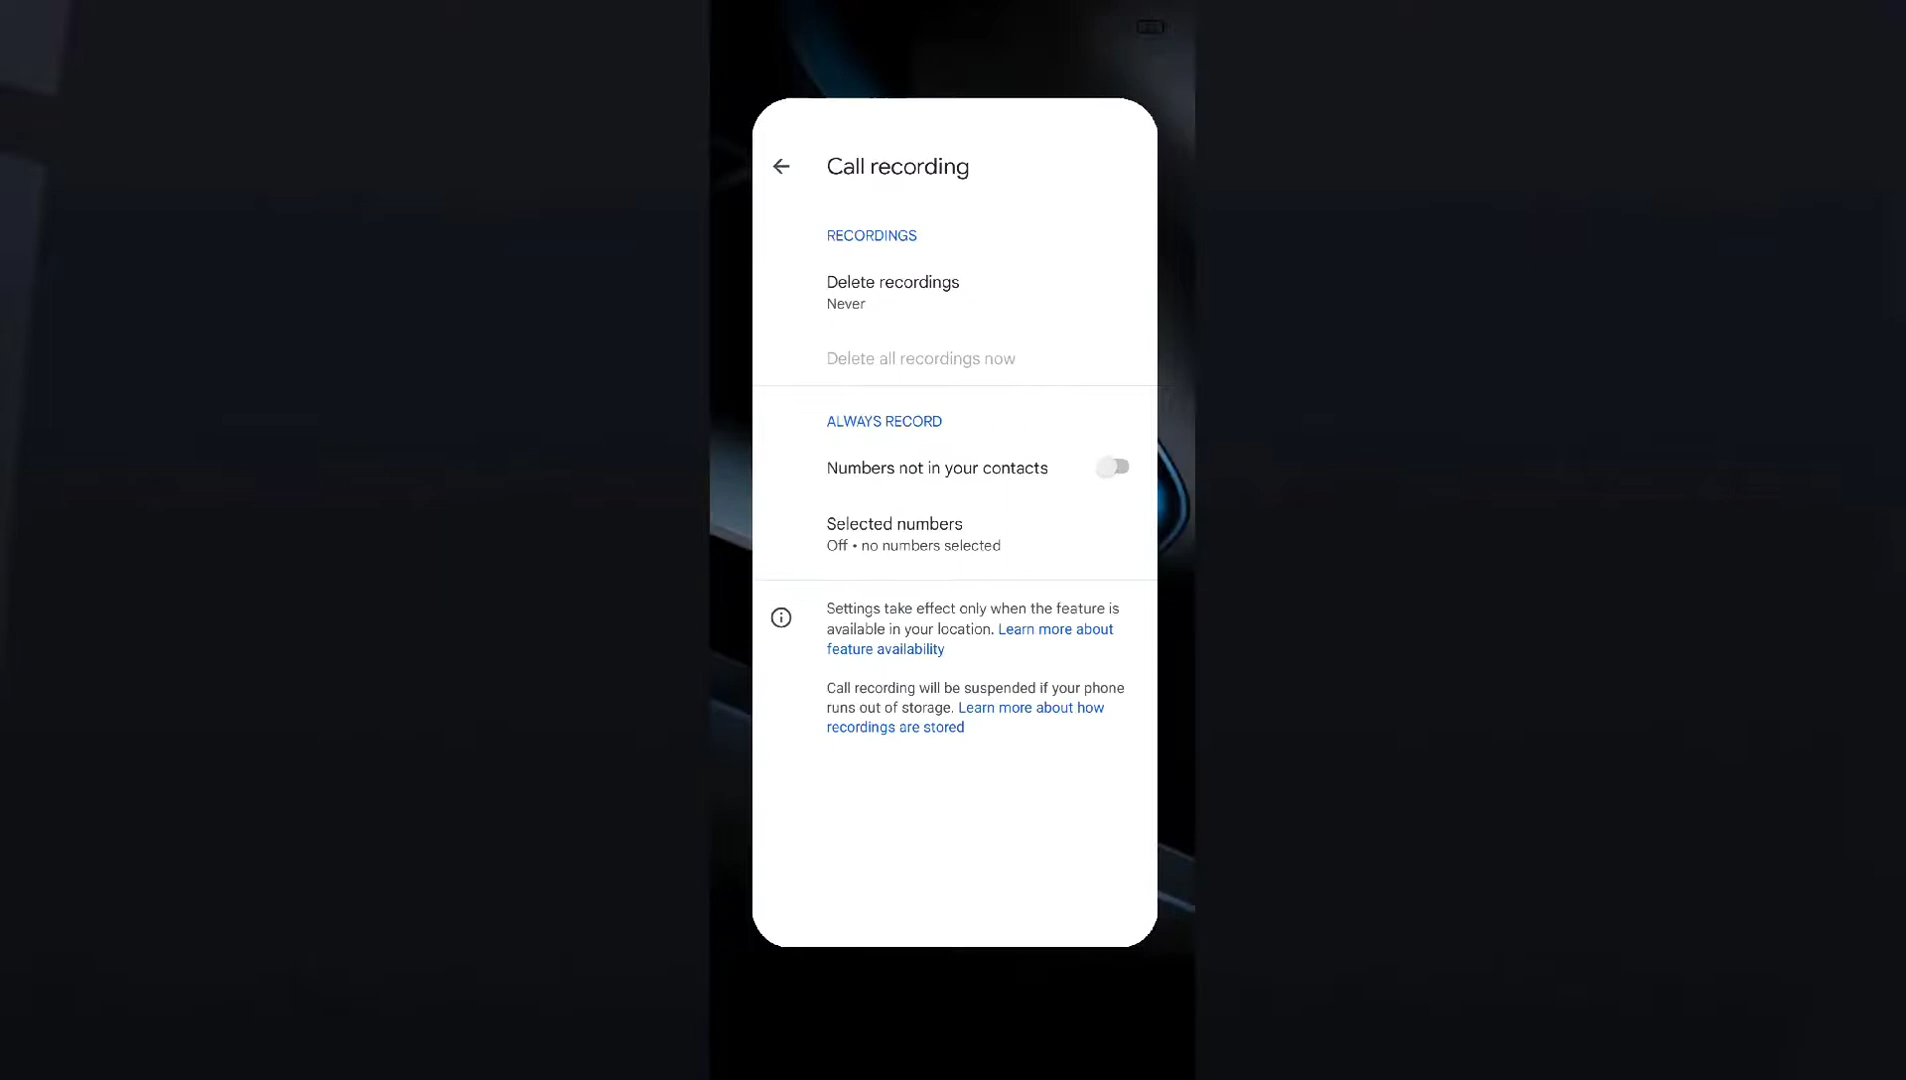 Call recording
RECORDINGS
Delete recordings
Never
Delete all recordings now
ALWAYS RECORD
Numbers not in your contacts
Selected numbers
Off • no numbers selected
Settings take effect only when the feature is
available in your location. Learn more about
feature availability
Call recording will be suspended if your phone
runs out of storage. Learn more about how
recordings are stored